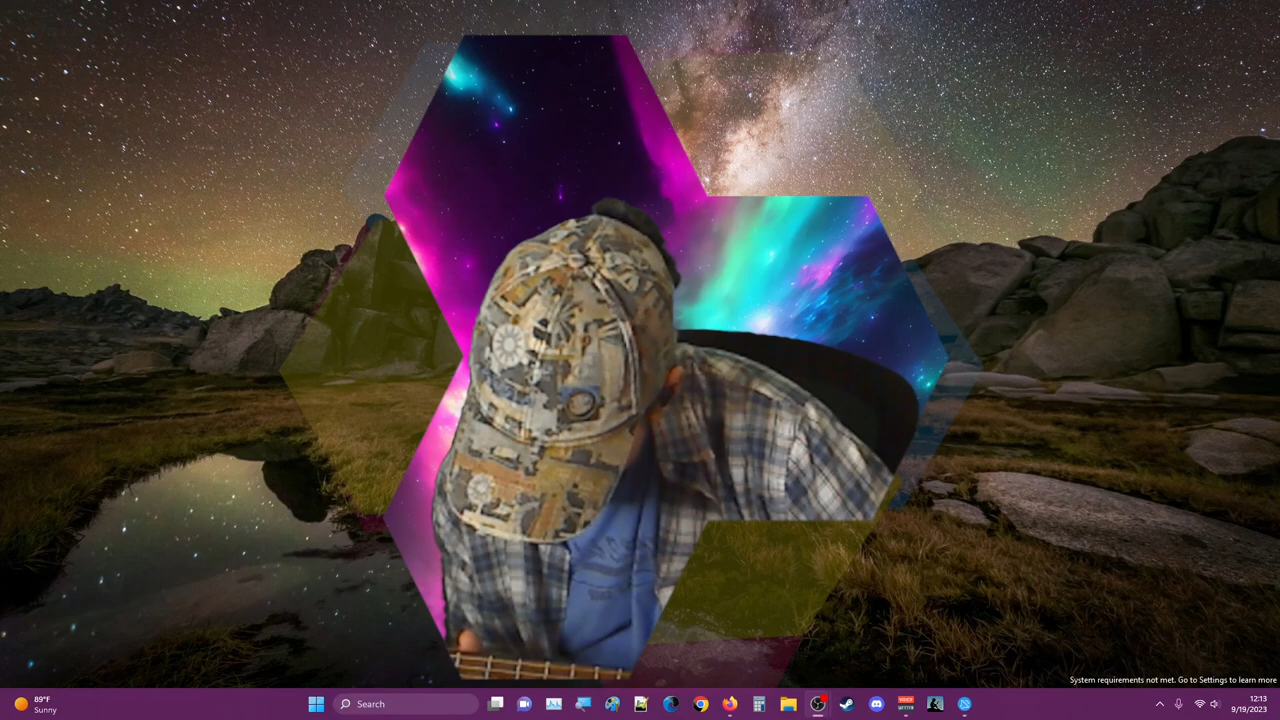 System requirements not met. Go to Settings to learn more
89°F
Sunny
Search
12:13
9/19/2023